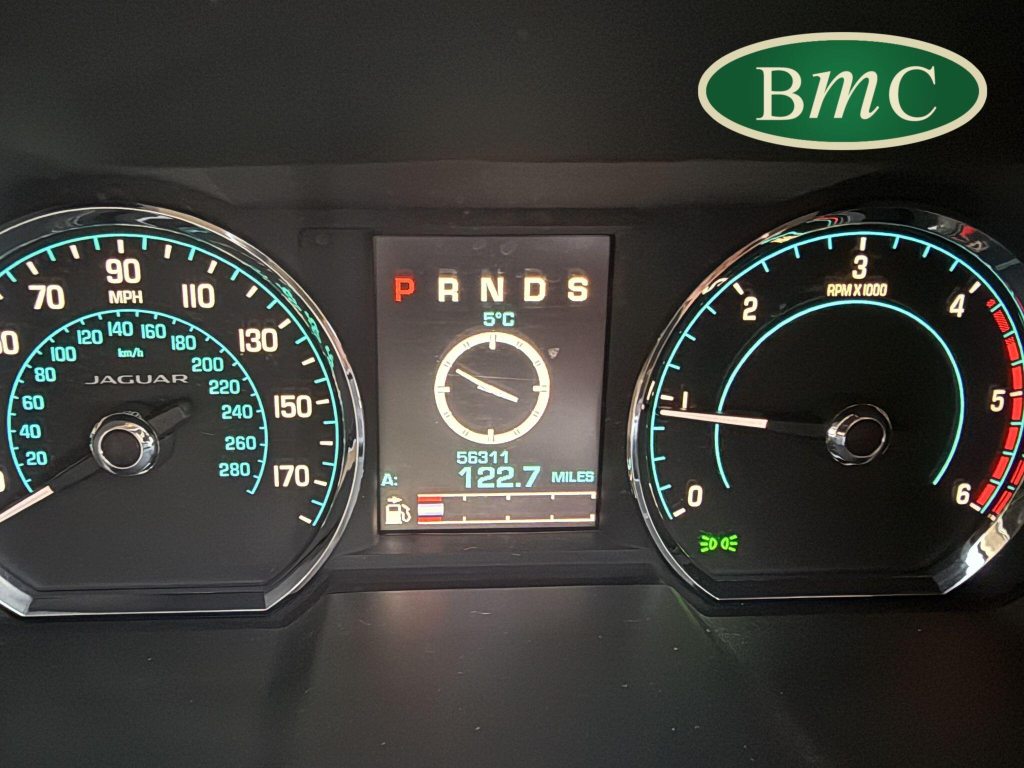 BmC
70 90 110 130 150 170
MPH
20 40 60 80 100 120 140 160 180 200 220 240 260 280
km/h
JAGUAR
P R N D S
5°C
56311
A: 122.7 MILES
0 1 2 3 4 5 6
RPM X 1000